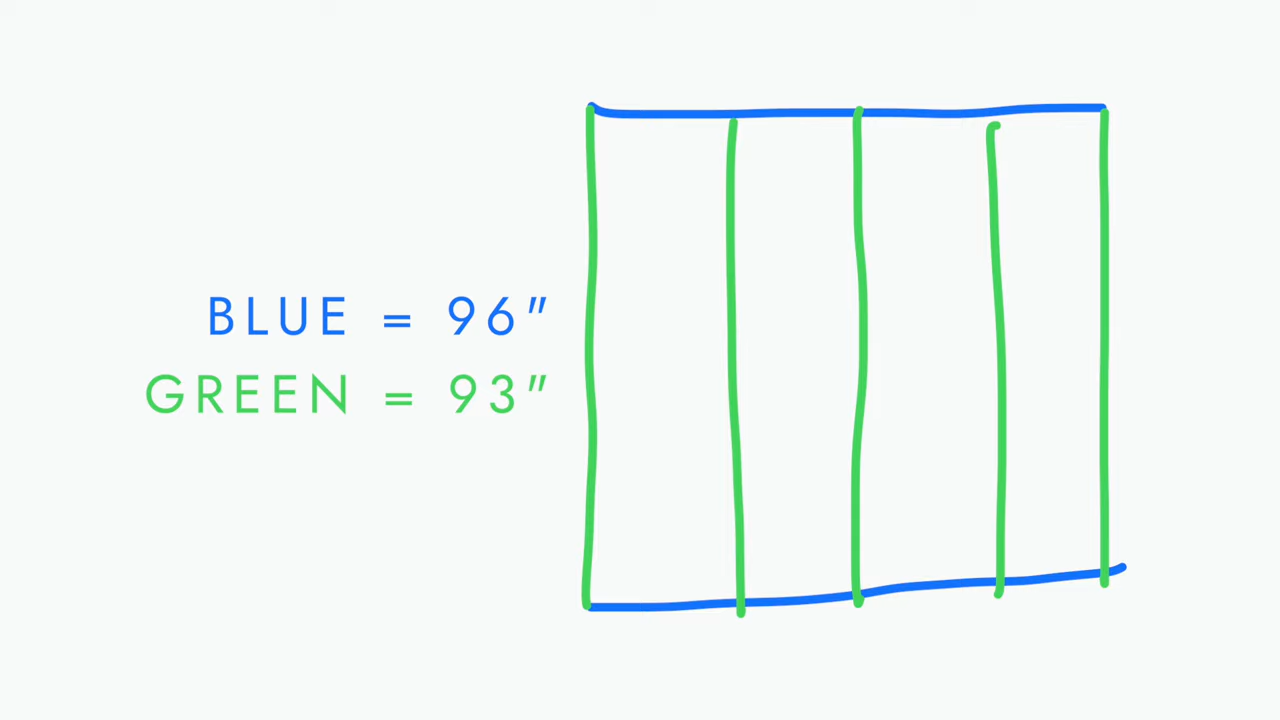 BLUE = 96"
GREEN = 93"